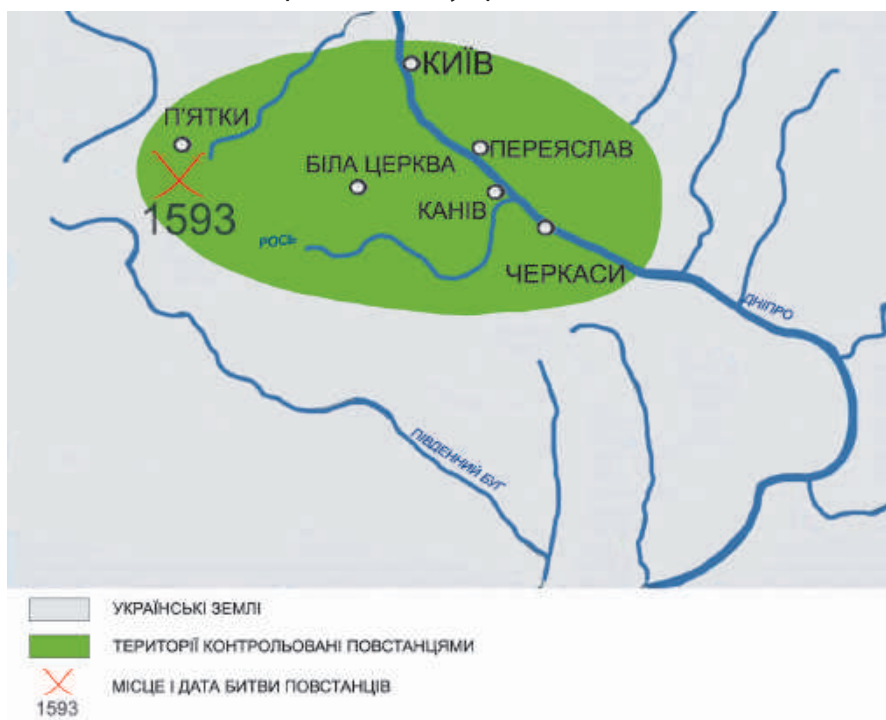 КИЇВ
П'ЯТКИ
ПЕРЕЯСЛАВ
БІЛА ЦЕРКВА
КАНІВ
1593
РОСЬ
ЧЕРКАСИ
ДНІПРО
ПІВДЕННИЙ БУГ
УКРАЇНСЬКІ ЗЕМЛІ
ТЕРИТОРІЇ КОНТРОЛЬОВАНІ ПОВСТАНЦЯМИ
МІСЦЕ І ДАТА БИТВИ ПОВСТАНЦІВ
1593